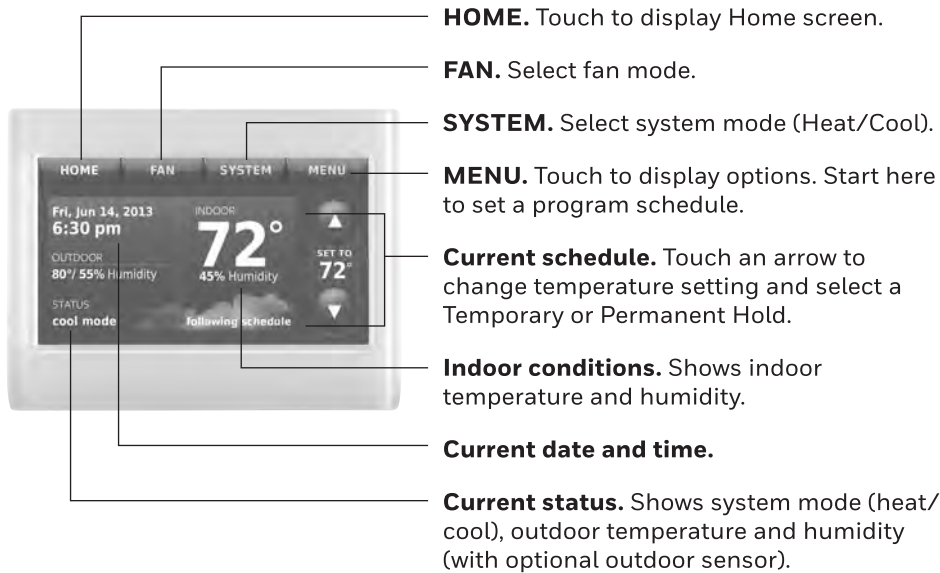 HOME. Touch to display Home screen.
FAN. Select fan mode.
SYSTEM. Select system mode (Heat/Cool).
MENU. Touch to display options. Start here
to set a program schedule.
Current schedule. Touch an arrow to
change temperature setting and select a
Temporary or Permanent Hold.
Indoor conditions. Shows indoor
temperature and humidity.
Current date and time.
Current status. Shows system mode (heat/
cool), outdoor temperature and humidity
(with optional outdoor sensor).
HOME FAN SYSTEM MENU
Fri, Jun 14, 2013
6:30 pm
OUTDOOR
80°/ 55% Humidity
STATUS
cool mode
INDOOR
72°
45% Humidity
following schedule
SET TO
72°